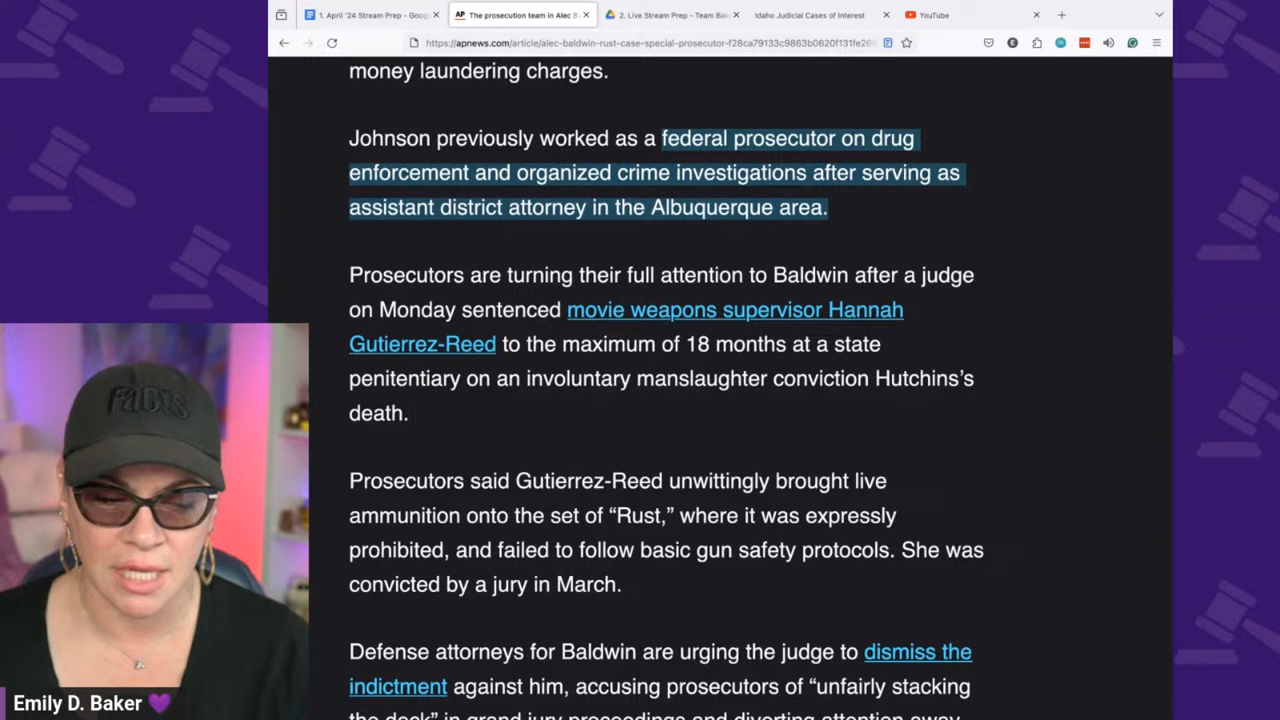 1. April '24 Stream Prep - Goog
The prosecution team in Alec B
2. Live Stream Prep - Team Bak
Idaho Judicial Cases of Interest
YouTube
https://apnews.com/article/alec-baldwin-rust-case-special-prosecutor-f28ca79133c9863b0620f131fe26
money laundering charges.
Johnson previously worked as a federal prosecutor on drug
enforcement and organized crime investigations after serving as
assistant district attorney in the Albuquerque area.
Prosecutors are turning their full attention to Baldwin after a judge
on Monday sentenced movie weapons supervisor Hannah
Gutierrez-Reed to the maximum of 18 months at a state
penitentiary on an involuntary manslaughter conviction Hutchins’s
death.
Prosecutors said Gutierrez-Reed unwittingly brought live
ammunition onto the set of “Rust,” where it was expressly
prohibited, and failed to follow basic gun safety protocols. She was
convicted by a jury in March.
Defense attorneys for Baldwin are urging the judge to dismiss the
indictment against him, accusing prosecutors of “unfairly stacking
the deck” in grand jury proceedings and diverting attention away
FACTS
Emily D. Baker 💜